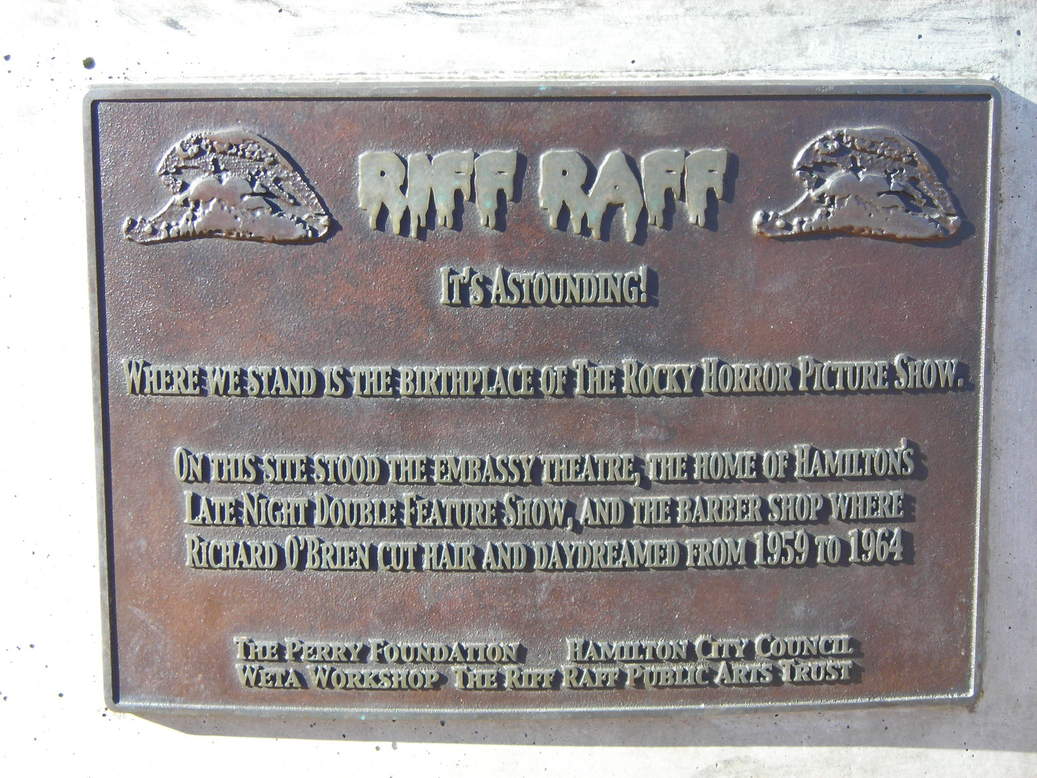 RIFF RAFF
IT'S ASTOUNDING!
WHERE WE STAND IS THE BIRTHPLACE OF THE ROCKY HORROR PICTURE SHOW.
ON THIS SITE STOOD THE EMBASSY THEATRE, THE HOME OF HAMILTON'S
LATE NIGHT DOUBLE FEATURE SHOW, AND THE BARBER SHOP WHERE
RICHARD O'BRIEN CUT HAIR AND DAYDREAMED FROM 1959 TO 1964
THE PERRY FOUNDATION HAMILTON CITY COUNCIL
WETA WORKSHOP THE RIFF RAFF PUBLIC ARTS TRUST